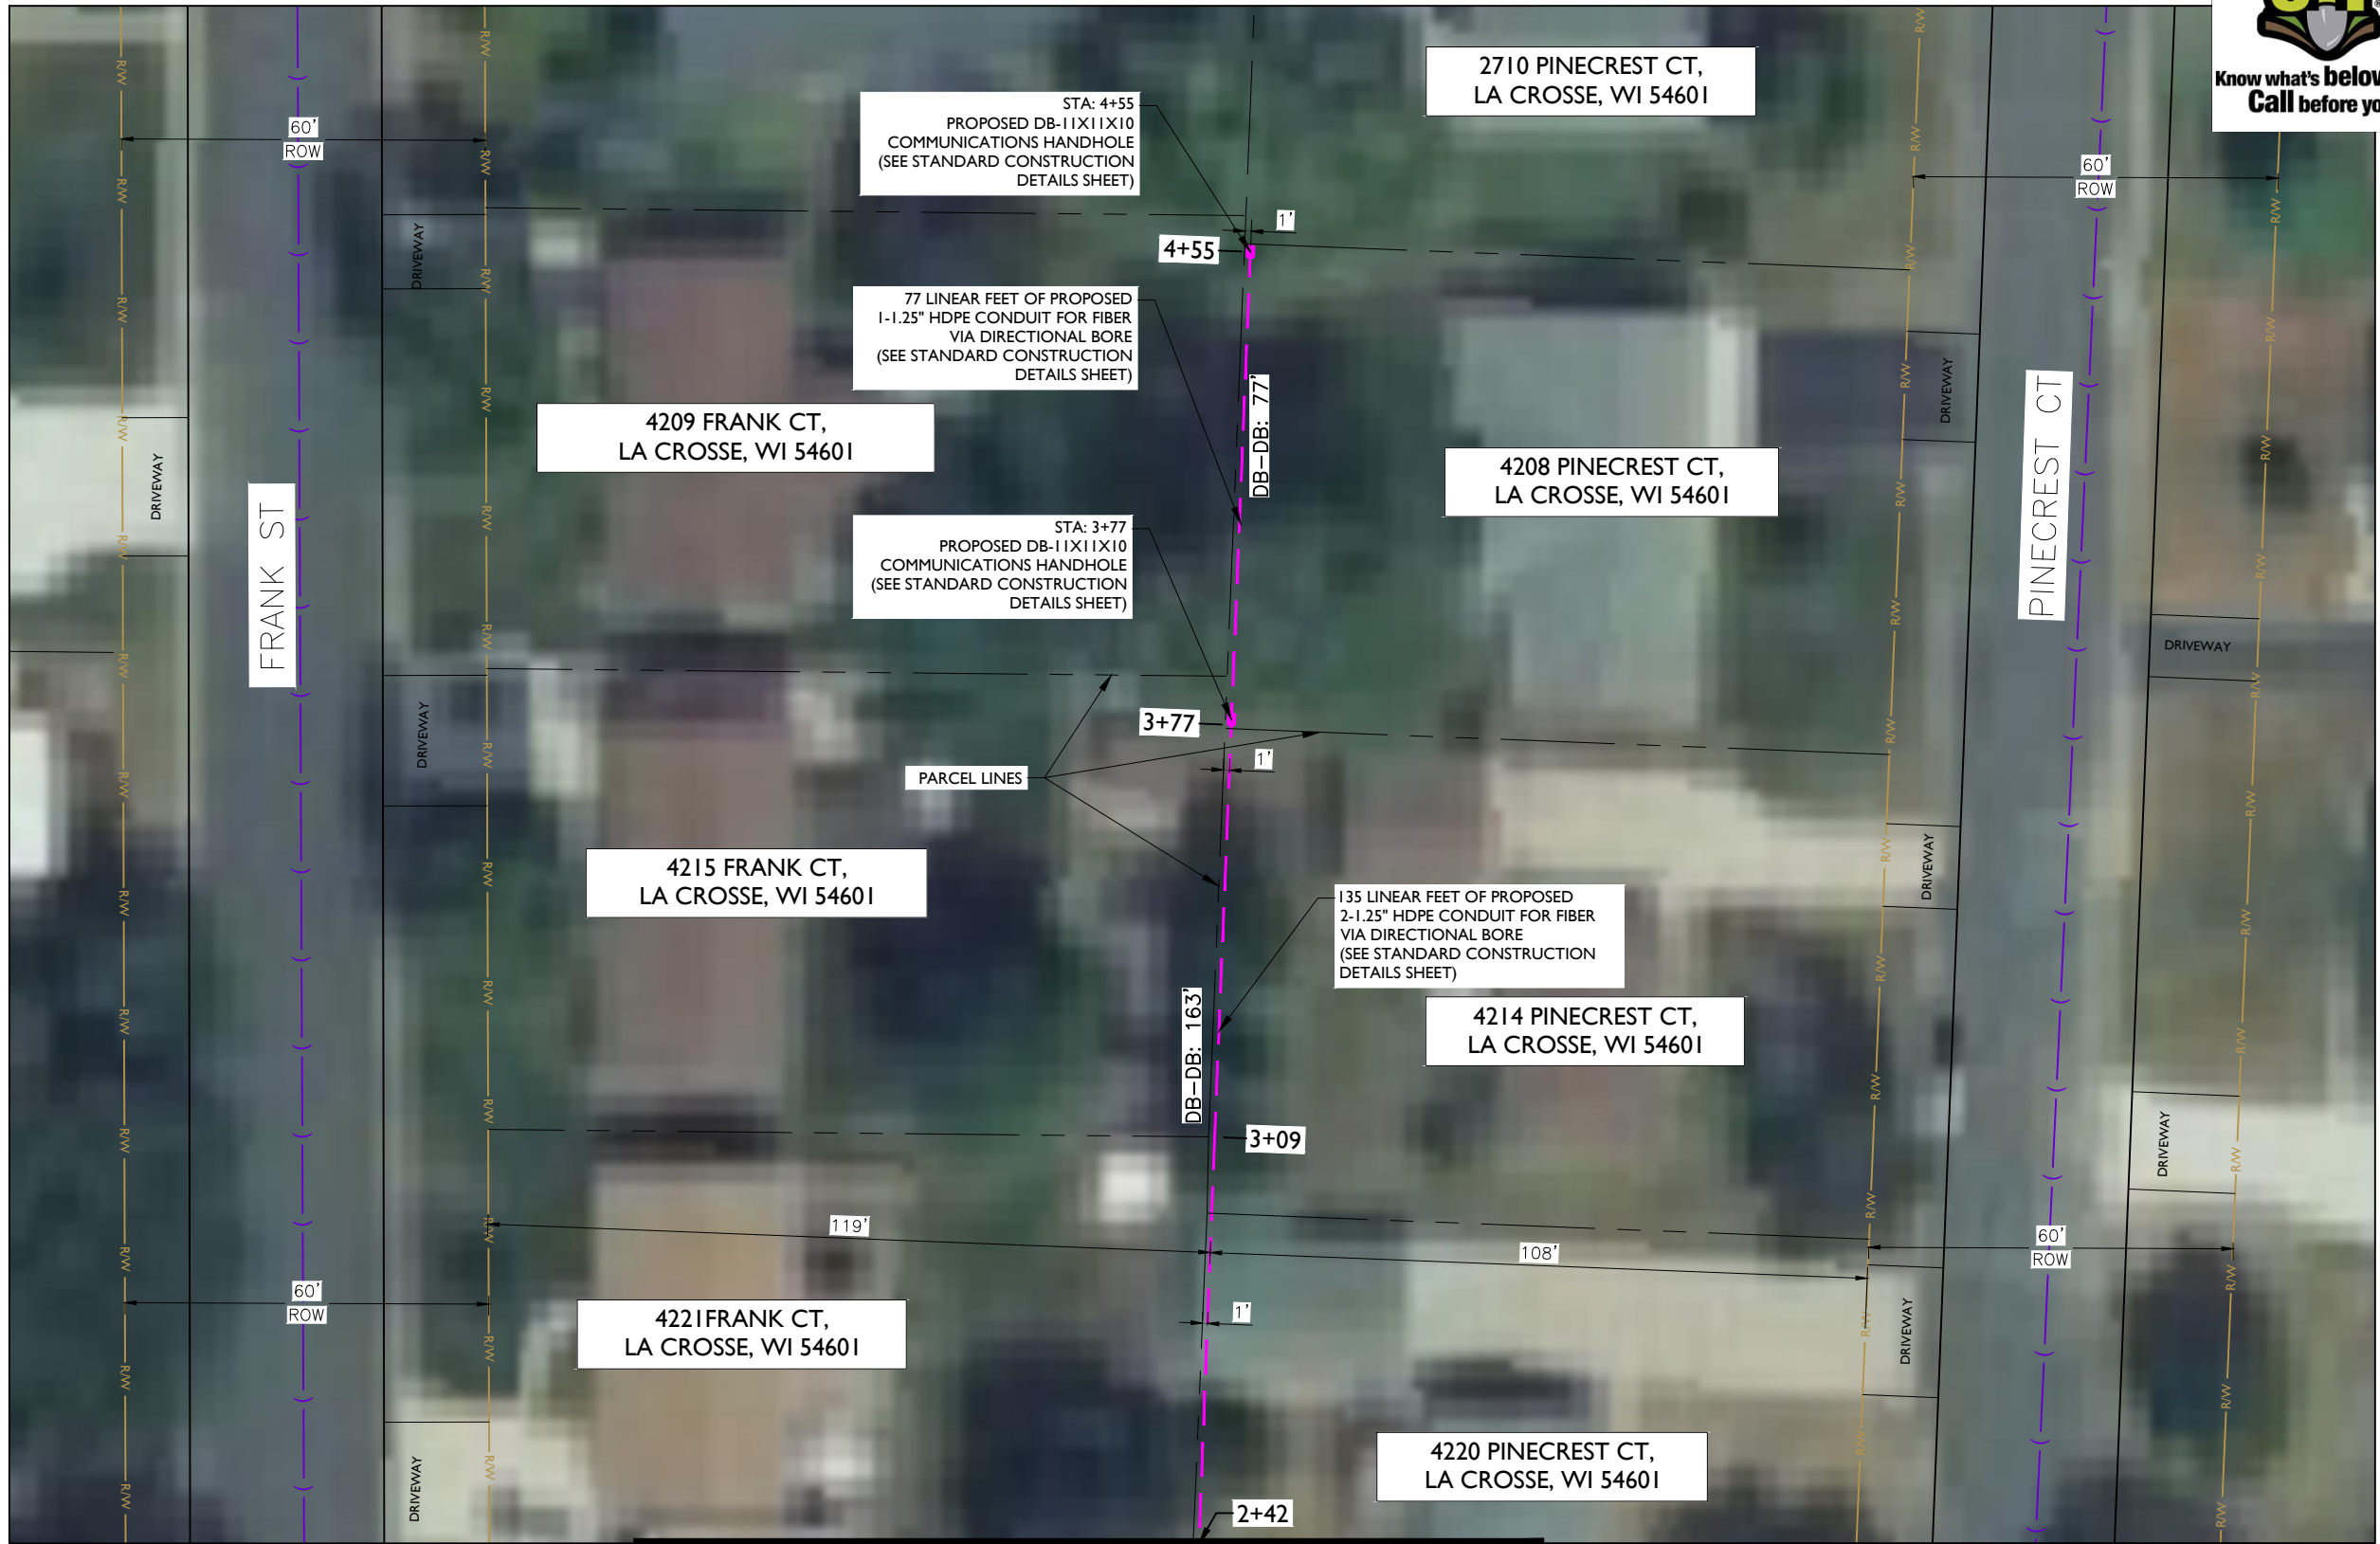 Know what's below
Call before yo
2710 PINECREST CT,
LA CROSSE, WI 54601
STA: 4+55
PROPOSED DB-11X11X10
COMMUNICATIONS HANDHOLE
(SEE STANDARD CONSTRUCTION
DETAILS SHEET)
60'
ROW
60'
ROW
1'
4+55
DRIVEWAY
77 LINEAR FEET OF PROPOSED
1-1.25" HDPE CONDUIT FOR FIBER
VIA DIRECTIONAL BORE
(SEE STANDARD CONSTRUCTION
DETAILS SHEET)
DB-DB: 77'
4209 FRANK CT,
LA CROSSE, WI 54601
4208 PINECREST CT,
LA CROSSE, WI 54601
DRIVEWAY
DRIVEWAY
FRANK ST
PINECREST CT
STA: 3+77
PROPOSED DB-11X11X10
COMMUNICATIONS HANDHOLE
(SEE STANDARD CONSTRUCTION
DETAILS SHEET)
DRIVEWAY
DRIVEWAY
3+77
1'
PARCEL LINES
4215 FRANK CT,
LA CROSSE, WI 54601
DRIVEWAY
135 LINEAR FEET OF PROPOSED
2-1.25" HDPE CONDUIT FOR FIBER
VIA DIRECTIONAL BORE
(SEE STANDARD CONSTRUCTION
DETAILS SHEET)
DB-DB: 163'
4214 PINECREST CT,
LA CROSSE, WI 54601
3+09
DRIVEWAY
119'
108'
60'
ROW
60'
ROW
1'
4221FRANK CT,
LA CROSSE, WI 54601
DRIVEWAY
4220 PINECREST CT,
LA CROSSE, WI 54601
DRIVEWAY
2+42
R/W
R/W
R/W
R/W